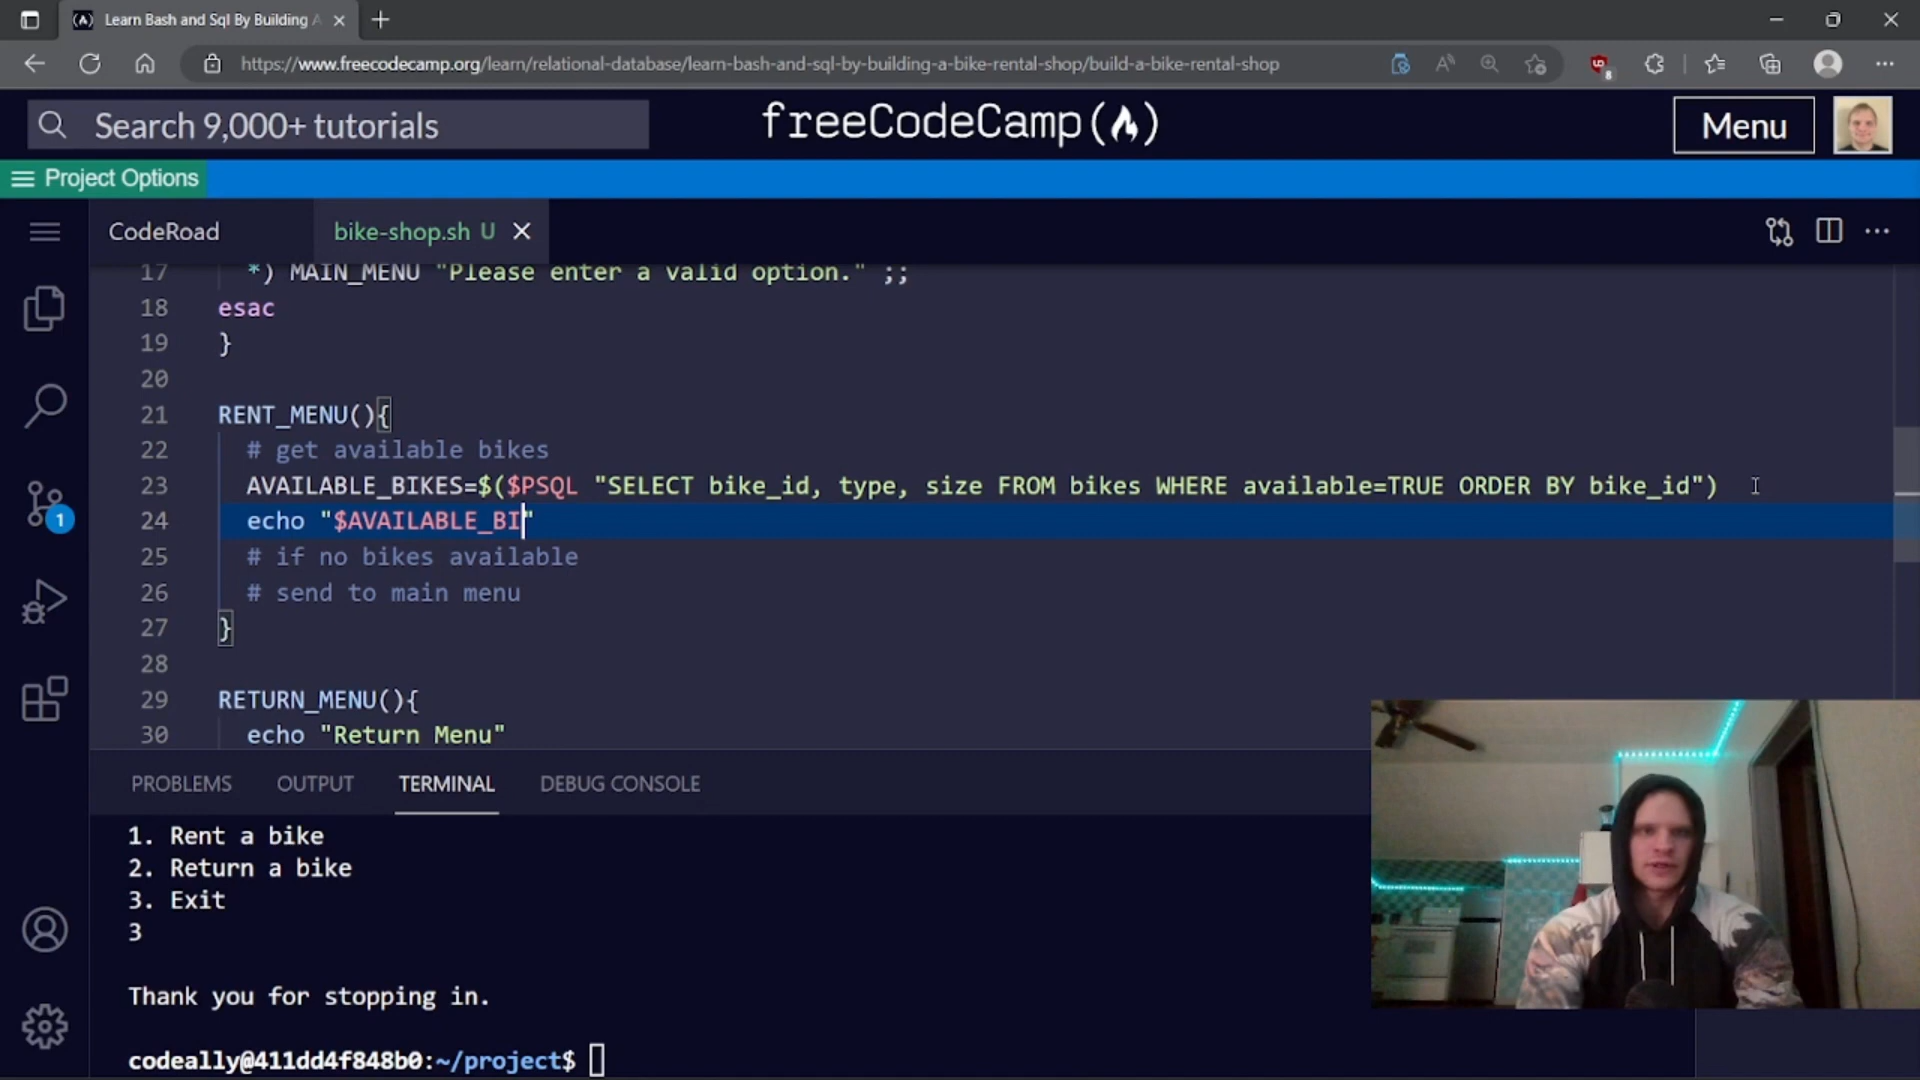 Learn Bash and Sql By Building A
https://www.freecodecamp.org/learn/relational-database/learn-bash-and-sql-by-building-a-bike-rental-shop/build-a-bike-rental-shop
8
Search 9,000+ tutorials
freeCodeCamp
Menu
Project Options
CodeRoad
bike-shop.sh U
17 *) MAIN_MENU "Please enter a valid option." ;;
18 esac
19 }
20
21 RENT_MENU(){
22 # get available bikes
23 AVAILABLE_BIKES=$($PSQL "SELECT bike_id, type, size FROM bikes WHERE available=TRUE ORDER BY bike_id")
24 echo "$AVAILABLE_BI"
25 # if no bikes available
26 # send to main menu
27 }
28
29 RETURN_MENU(){
30 echo "Return Menu"
1
PROBLEMS OUTPUT TERMINAL DEBUG CONSOLE
1. Rent a bike
2. Return a bike
3. Exit
3
Thank you for stopping in.
codeally@411dd4f848b0:~/project$